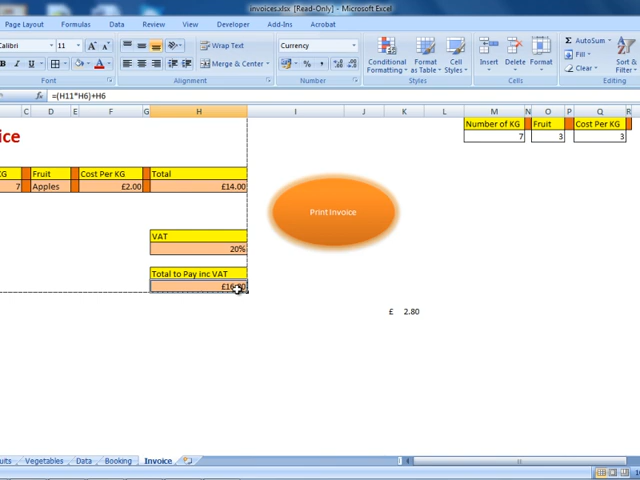 invoices.xlsx [Read-Only] - Microsoft Excel
Page Layout Formulas Data Review View Developer Add-Ins Acrobat
Calibri 11 A A Wrap Text Currency Conditional Formatting Format as Table Cell Styles Insert Delete Format Σ AutoSum Fill Clear Sort & Filter
B I U Merge & Center % ,
Font Alignment Number Styles Cells Editing
fx =(H11*H6)+H6
C D E F G H I J K L M N O P Q R
Number of KG Fruit Cost Per KG
7 3 3
ice
KG Fruit Cost Per KG Total
7 Apples £2.00 £14.00
Print Invoice
VAT
20%
Total to Pay inc VAT
£ 2.80
uits Vegetables Data Booking Invoice